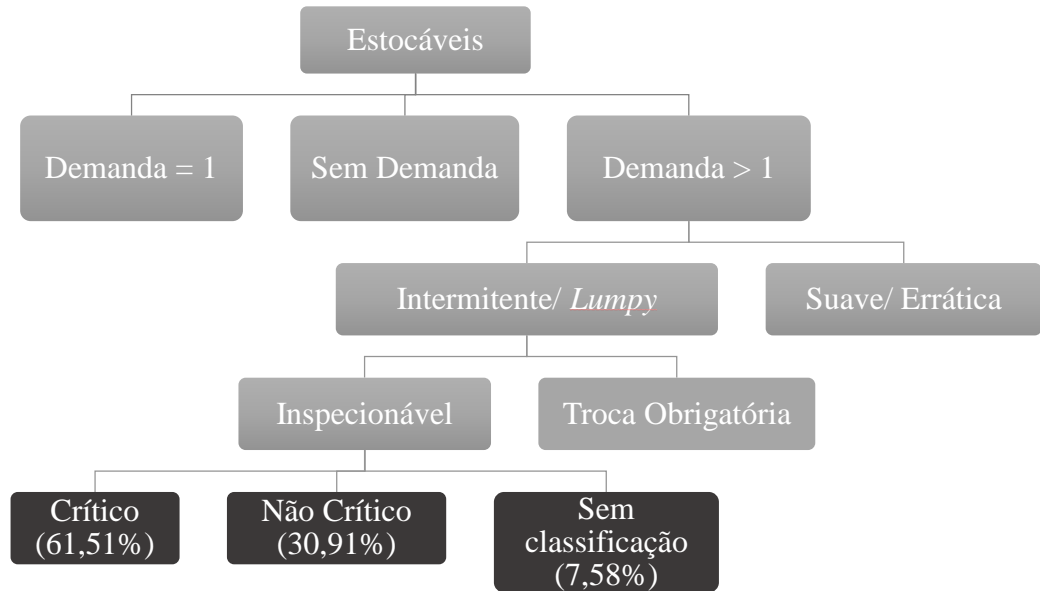 Estocáveis
Demanda = 1
Sem Demanda
Demanda > 1
Intermitente/ Lumpy
Suave/ Errática
Inspecionável
Troca Obrigatória
Crítico
(61,51%)
Não Crítico
(30,91%)
Sem
classificação
(7,58%)